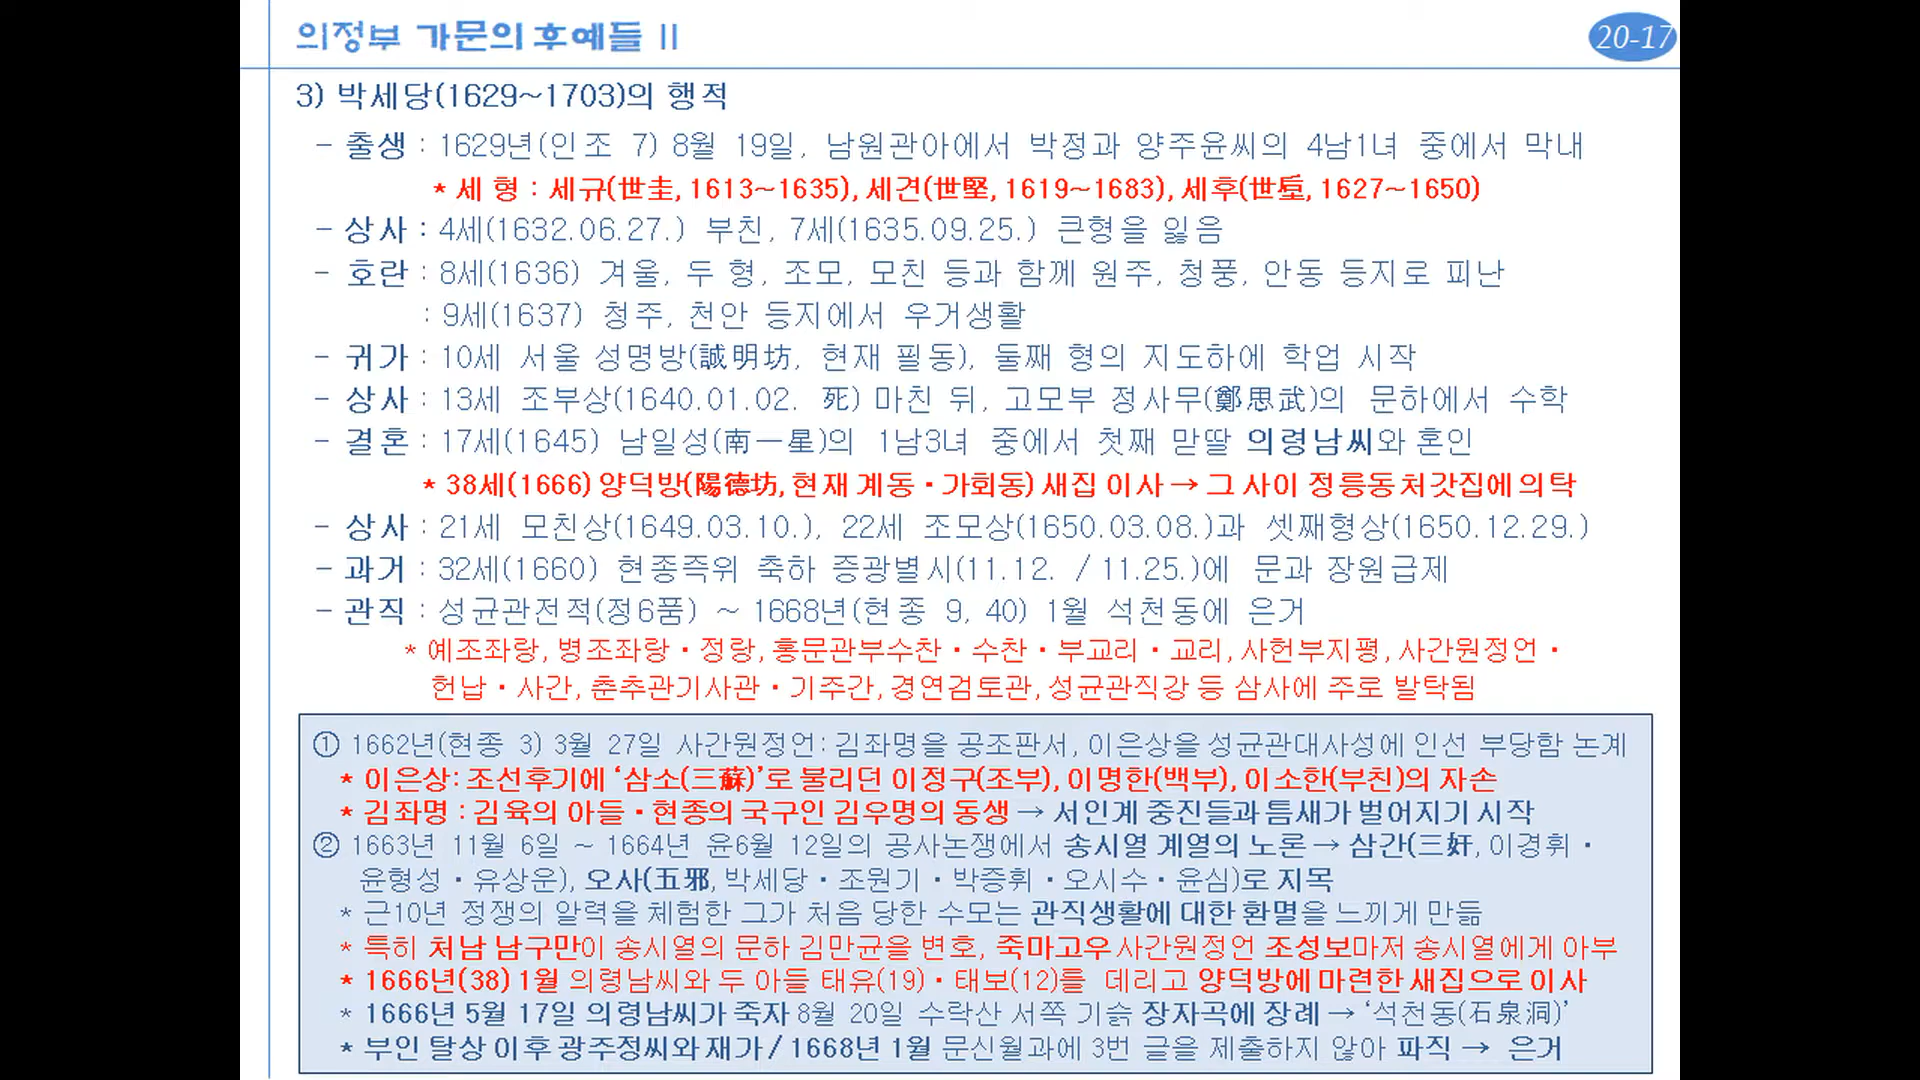 의정부 가문의 후예들 II
20-17
3) 박세당(1629~1703)의 행적
- 출생 : 1629년(인조 7) 8월 19일, 남원관아에서 박정과 양주윤씨의 4남1녀 중에서 막내
* 세 형 : 세규(世圭, 1613~1635), 세견(世堅, 1619~1683), 세후(世垕, 1627~1650)
- 상사 : 4세(1632.06.27.) 부친, 7세(1635.09.25.) 큰형을 잃음
- 호란 : 8세(1636) 겨울, 두 형, 조모, 모친 등과 함께 원주, 청풍, 안동 등지로 피난
: 9세(1637) 청주, 천안 등지에서 우거생활
- 귀가 : 10세 서울 성명방(誠明坊, 현재 필동), 둘째 형의 지도하에 학업 시작
- 상사 : 13세 조부상(1640.01.02. 死) 마친 뒤, 고모부 정사무(鄭思武)의 문하에서 수학
- 결혼 : 17세(1645) 남일성(南一星)의 1남3녀 중에서 첫째 맏딸 의령남씨와 혼인
* 38세(1666) 양덕방(陽德坊, 현재 계동·가회동) 새집 이사 → 그 사이 정릉동 처갓집에 의탁
- 상사 : 21세 모친상(1649.03.10.), 22세 조모상(1650.03.08.)과 셋째형상(1650.12.29.)
- 과거 : 32세(1660) 현종즉위 축하 증광별시(11.12. / 11.25.)에 문과 장원급제
- 관직 : 성균관전적(정6품) ~ 1668년(현종 9, 40) 1월 석천동에 은거
* 예조좌랑, 병조좌랑·정랑, 홍문관부수찬·수찬·부교리·교리, 사헌부지평, 사간원정언·
헌납·사간, 춘추관기사관·기주간, 경연검토관, 성균관직강 등 삼사에 주로 발탁됨
① 1662년(현종 3) 3월 27일 사간원정언: 김좌명을 공조판서, 이은상을 성균관대사성에 인선 부당함 논계
* 이은상: 조선후기에 ‘삼소(三蘇)’로 불리던 이정구(조부), 이명한(백부), 이소한(부친)의 자손
* 김좌명 : 김육의 아들·현종의 국구인 김우명의 동생 → 서인계 중진들과 틈새가 벌어지기 시작
② 1663년 11월 6일 ~ 1664년 윤6월 12일의 공사논쟁에서 송시열 계열의 노론 → 삼간(三奸, 이경휘·
윤형성·유상운), 오사(五邪, 박세당·조원기·박증휘·오시수·윤심)로 지목
* 근10년 정쟁의 알력을 체험한 그가 처음 당한 수모는 관직생활에 대한 환멸을 느끼게 만듦
* 특히 처남 남구만이 송시열의 문하 김만균을 변호, 죽마고우 사간원정언 조성보마저 송시열에게 아부
* 1666년(38) 1월 의령남씨와 두 아들 태유(19)·태보(12)를 데리고 양덕방에 마련한 새집으로 이사
* 1666년 5월 17일 의령남씨가 죽자 8월 20일 수락산 서쪽 기슭 장자곡에 장례 → ‘석천동(石泉洞)’
* 부인 탈상 이후 광주정씨와 재가 / 1668년 1월 문신월과에 3번 글을 제출하지 않아 파직 → 은거